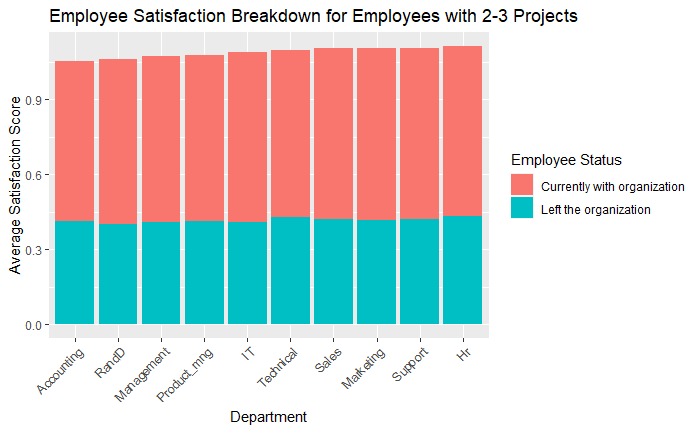 Employee Satisfaction Breakdown for Employees with 2-3 Projects
Average Satisfaction Score
0.9
0.6
0.3
0.0
Accounting
RandD
Management
Product_mng
IT
Technical
Sales
Marketing
Support
Hr
Department
Employee Status
Currently with organization
Left the organization